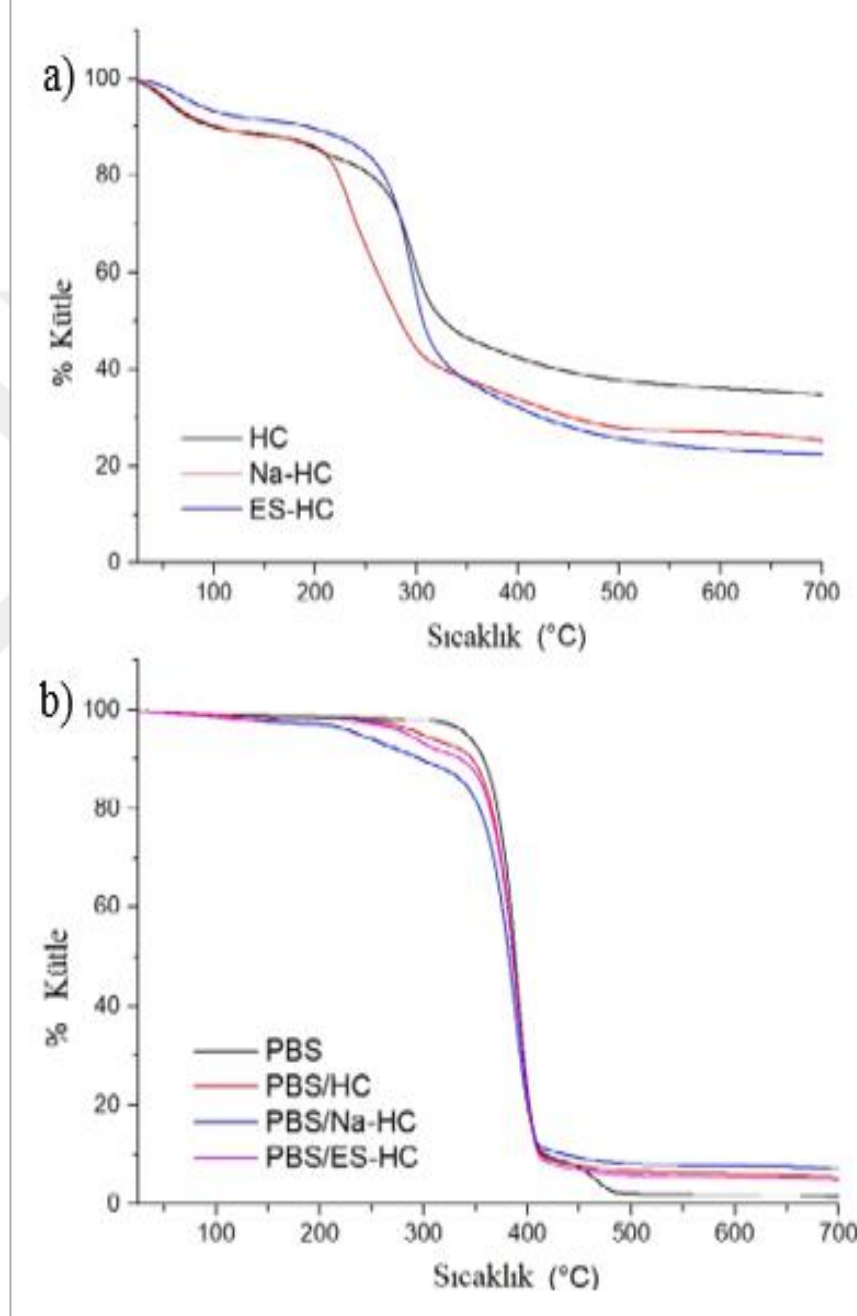 a)
100
80
60
40
20
0
% Kütle
HC
Na-HC
ES-HC
100 200 300 400 500 600 700
Sıcaklık (°C)
b)
100
80
60
40
20
0
% Kütle
PBS
PBS/HC
PBS/Na-HC
PBS/ES-HC
100 200 300 400 500 600 700
Sıcaklık (°C)